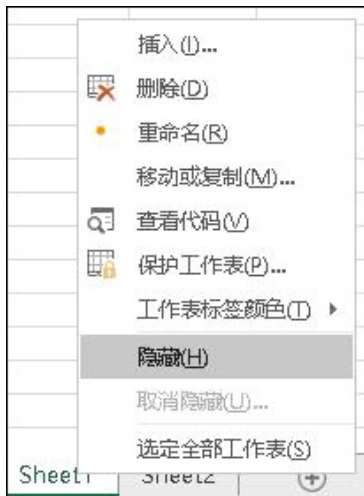 插入(I)...
删除(D)
重命名(R)
移动或复制(M)...
查看代码(V)
保护工作表(P)...
工作表标签颜色(T)
隐藏(H)
取消隐藏(U)...
选定全部工作表(S)
Sheet1 Sheet2